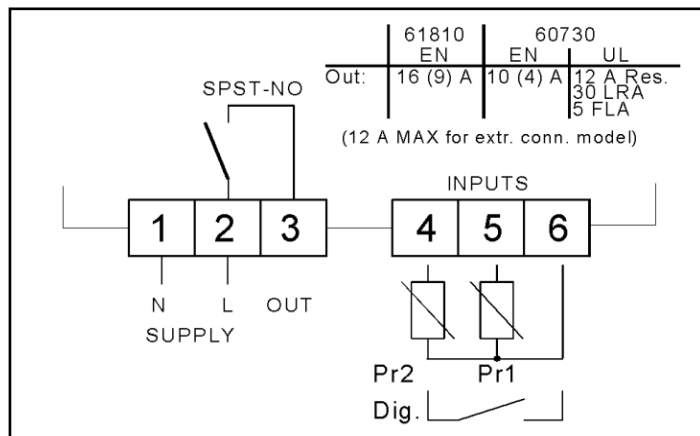 61810 60730
EN EN UL
Out: 16 (9) A 10 (4) A 12 A Res.
30 LRA
5 FLA
(12 A MAX for extr. conn. model)
SPST-NO
INPUTS
1 2 3 4 5 6
N L OUT
SUPPLY
Pr2 Pr1
Dig.